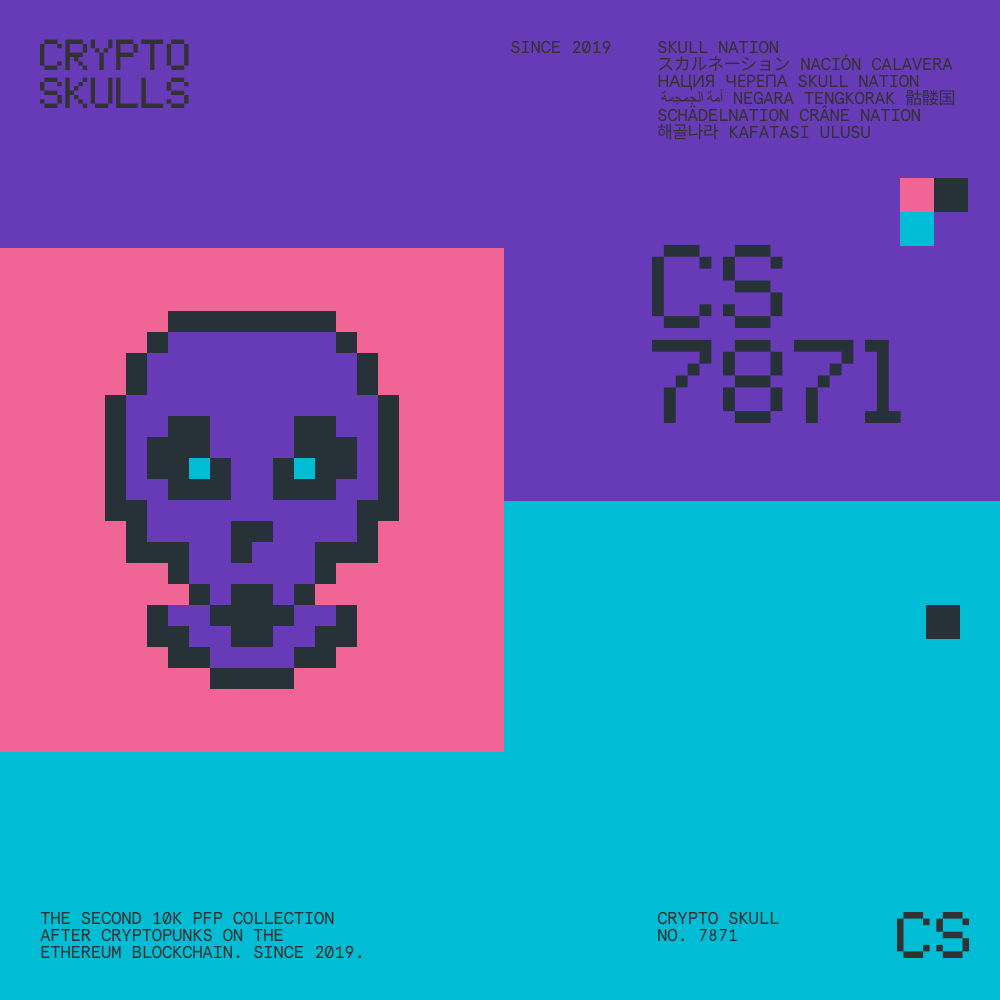 CRYPTO
SKULLS
SINCE 2019
SKULL NATION
スカルネーション NACIÓN CALAVERA
НАЦИЯ ЧЕРЕПА SKULL NATION
أمة الجمجمة NEGARA TENGKORAK 骷髅国
SCHÄDELNATION CRÂNE NATION
해골나라 KAFATASI ULUSU
CS
7871
THE SECOND 10K PFP COLLECTION
AFTER CRYPTOPUNKS ON THE
ETHEREUM BLOCKCHAIN. SINCE 2019.
CRYPTO SKULL
NO. 7871
CS